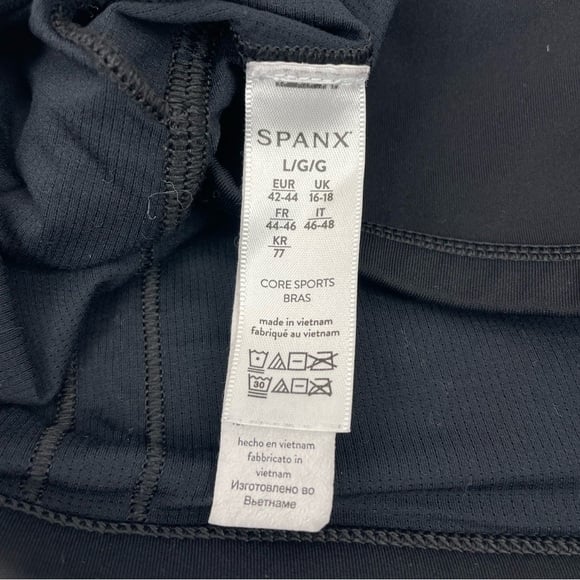 SPANX
L/G/G
EUR UK
42-44 16-18
FR IT
44-46 46-48
KR
77
CORE SPORTS
BRAS
made in vietnam
fabriqué au vietnam
30
hecho en vietnam
fabbricato in
vietnam
Изготовлено во
Вьетнаме